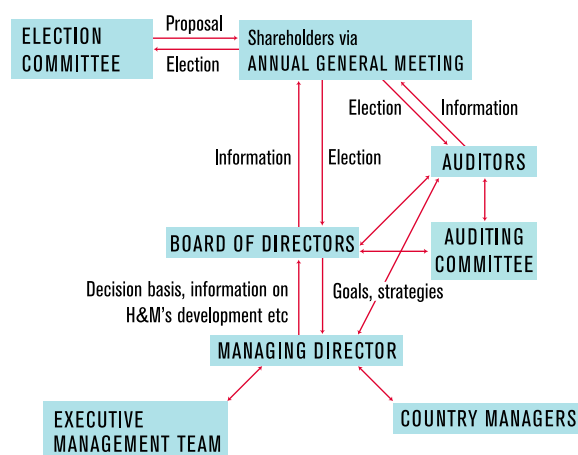 Proposal
ELECTION
COMMITTEE
Election
Shareholders via
ANNUAL GENERAL MEETING
Election
Information
Information
Election
AUDITORS
BOARD OF DIRECTORS
AUDITING
COMMITTEE
Decision basis, information on
H&M's development etc
Goals, strategies
MANAGING DIRECTOR
EXECUTIVE
MANAGEMENT TEAM
COUNTRY MANAGERS